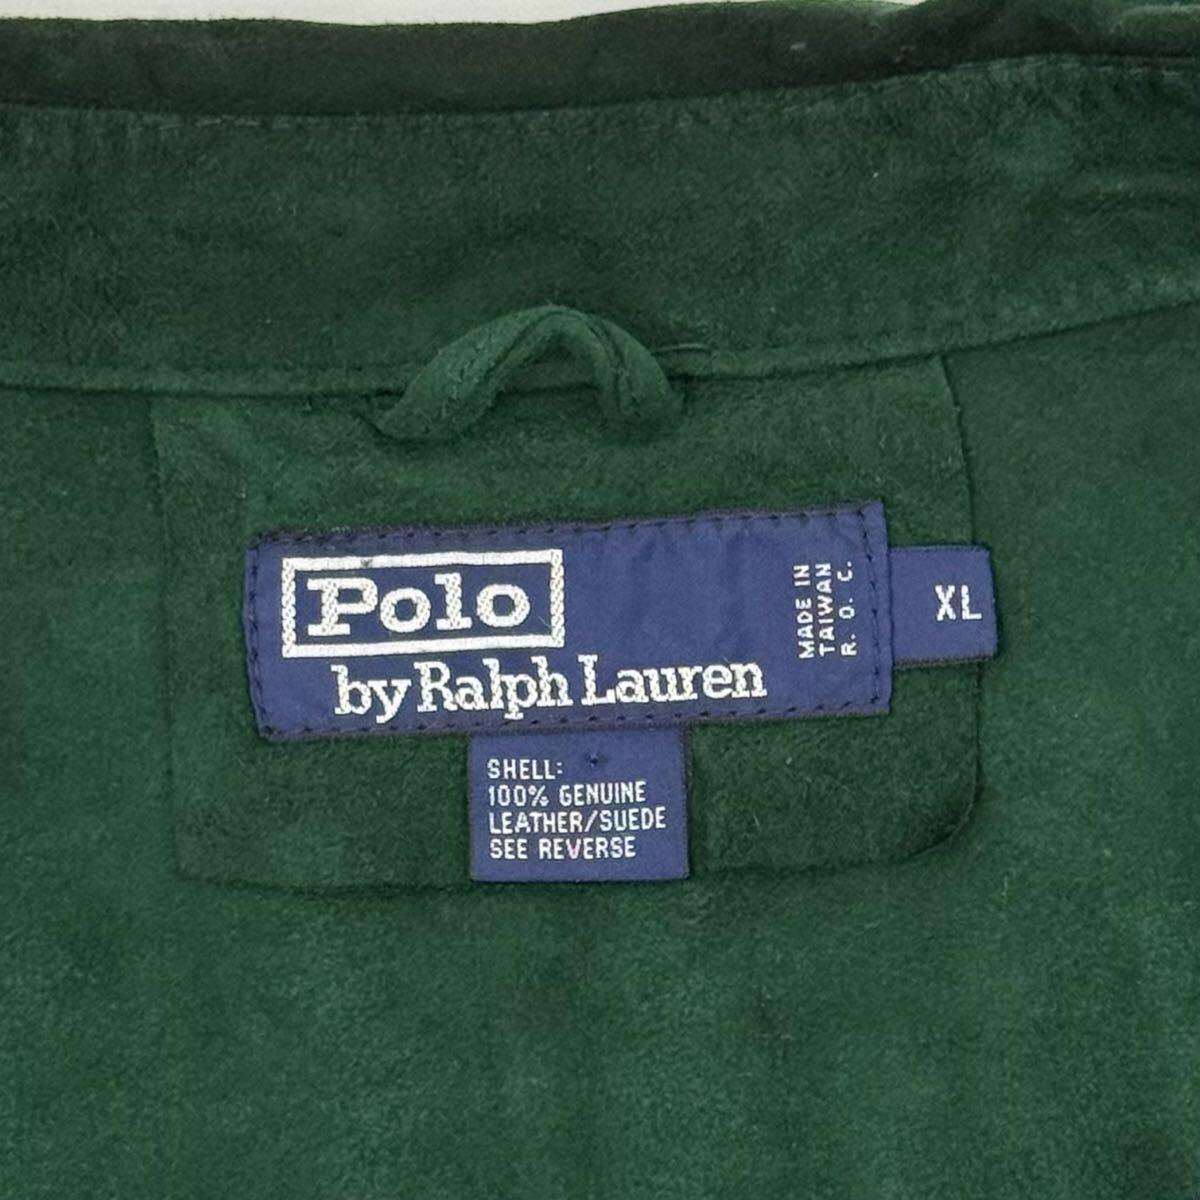 Polo
by Ralph Lauren
MADE IN
TAIWAN
R. O. C.
XL
SHELL:
100% GENUINE
LEATHER/SUEDE
SEE REVERSE